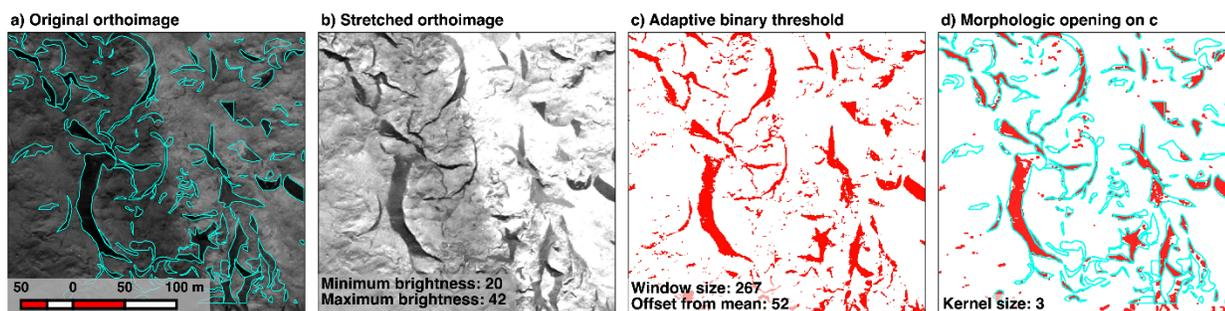 a) Original orthoimage
b) Stretched orthoimage
c) Adaptive binary threshold
d) Morphologic opening on c
50 0 50 100 m
Minimum brightness: 20
Maximum brightness: 42
Window size: 267
Offset from mean: 52
Kernel size: 3